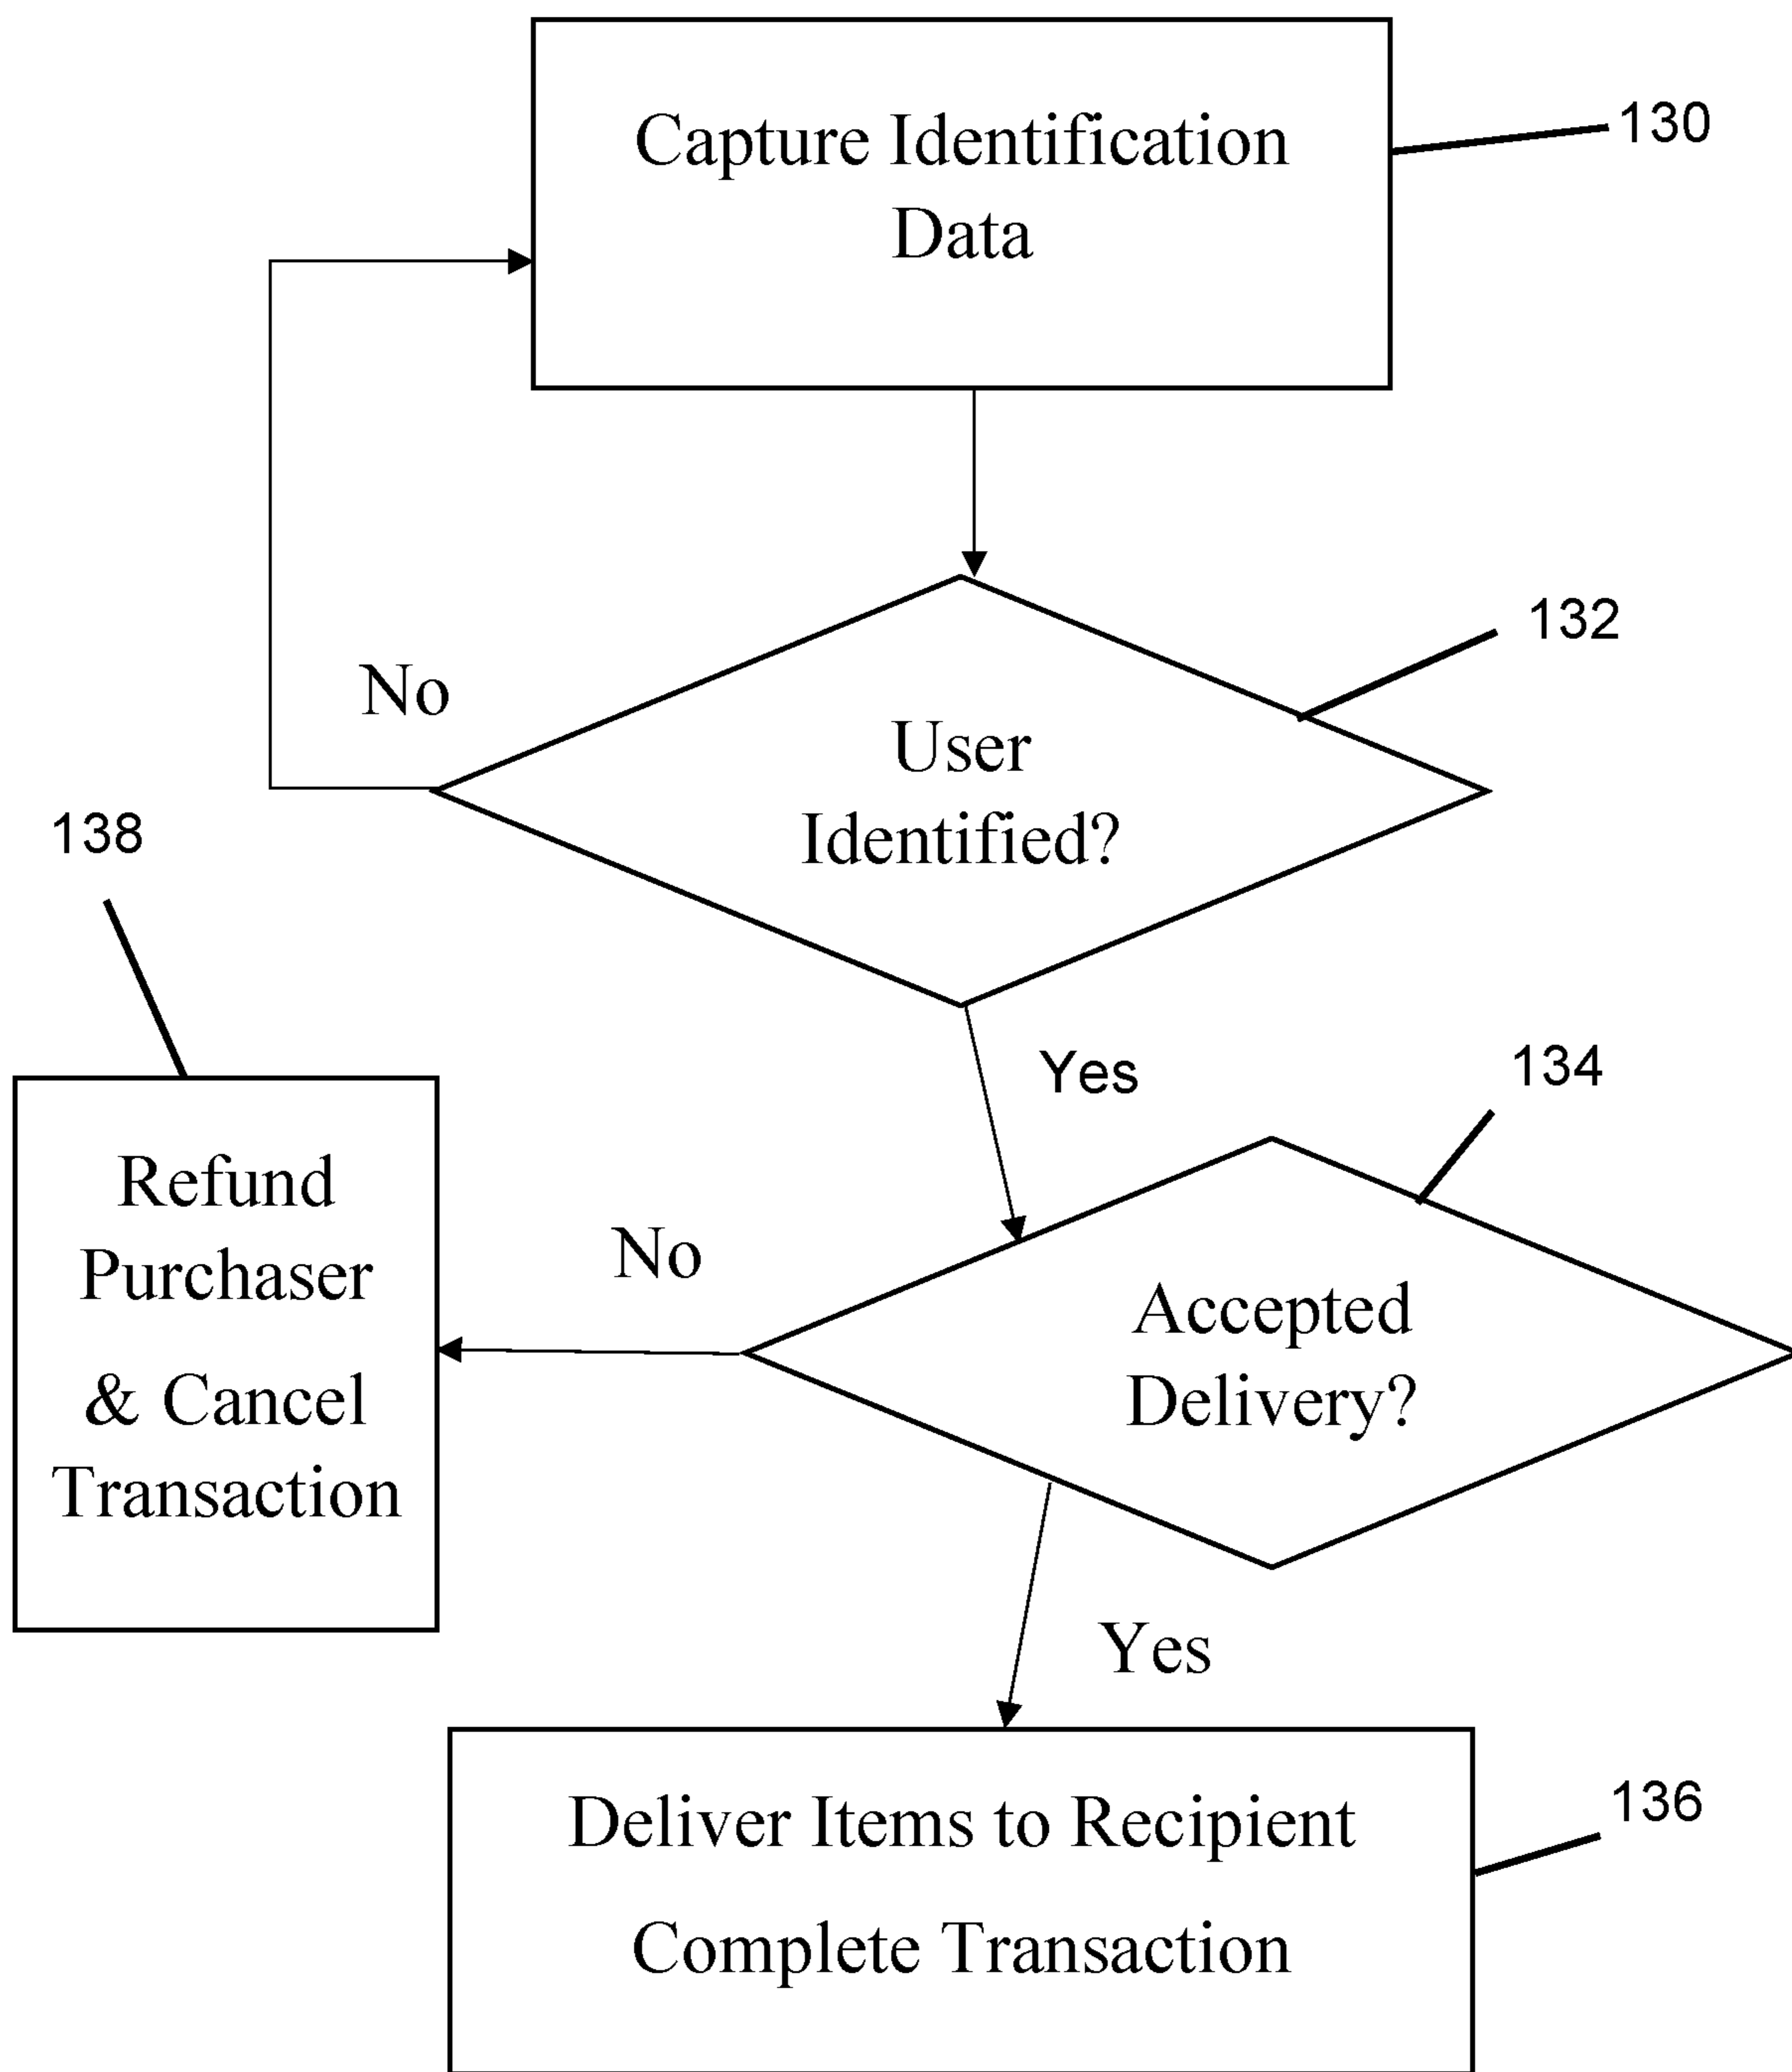 Capture Identification
Data
130
132
No
User
Identified?
138
Yes
134
Refund
Purchaser
& Cancel
Transaction
No
Accepted
Delivery?
Yes
Deliver Items to Recipient
Complete Transaction
136